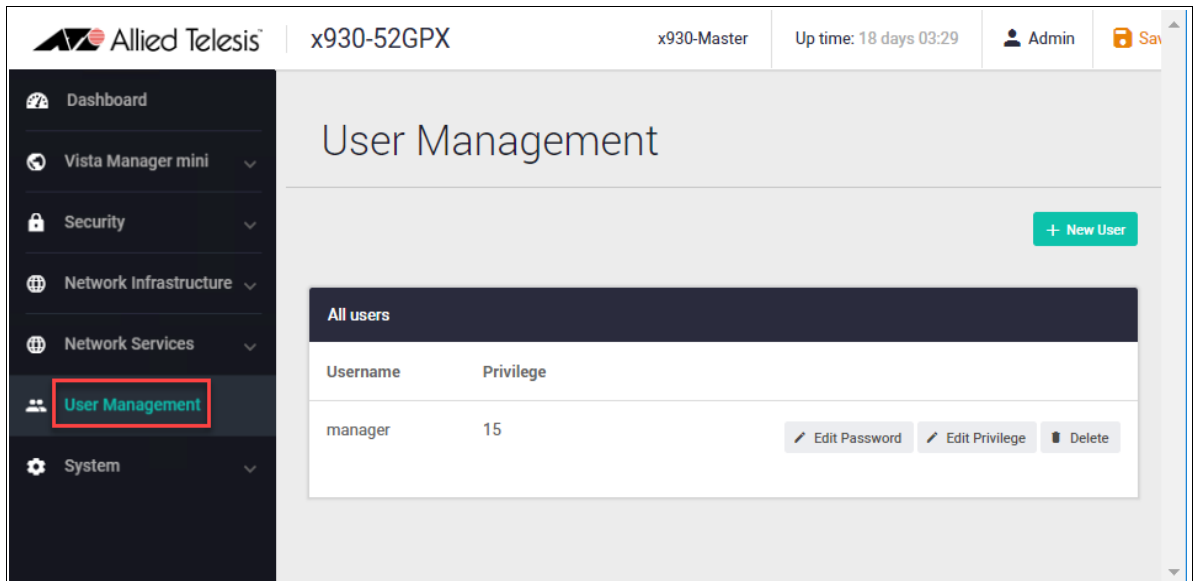 Allied Telesis x930-52GPX x930-Master Up time: 18 days 03:29 Admin
Dashboard
Vista Manager mini
Security
Network Infrastructure
Network Services
User Management
System
User Management
+ New User
All users
Username Privilege
manager 15 Edit Password Edit Privilege Delete